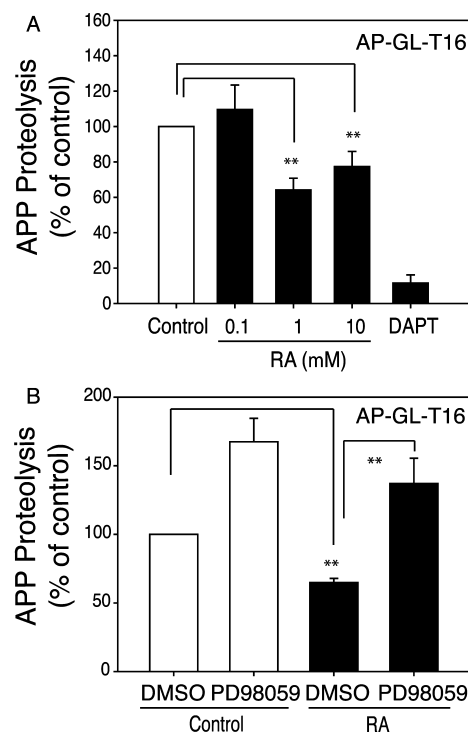 A
AP-GL-T16
APP Proteolysis
(% of control)
160
140
120
100
80
60
40
20
0
**
**
Control 0.1 1 10 DAPT
RA (mM)
B
AP-GL-T16
APP Proteolysis
(% of control)
200
150
100
50
0
**
**
DMSO PD98059 DMSO PD98059
Control RA